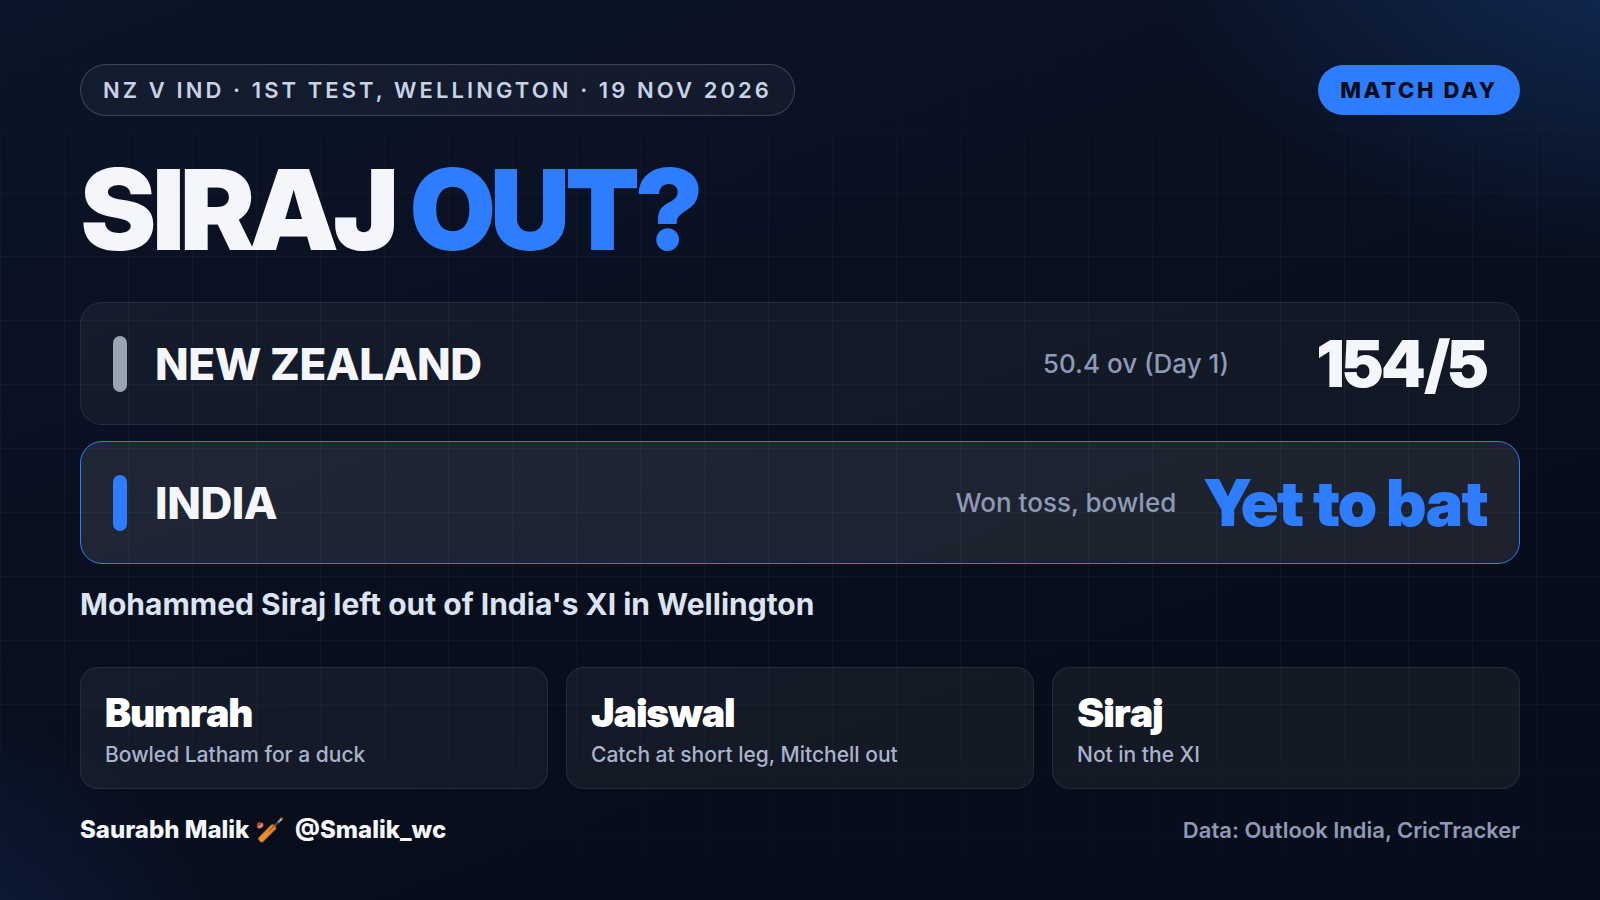 NZ V IND · 1ST TEST, WELLINGTON · 19 NOV 2026
MATCH DAY
SIRAJ OUT?
NEW ZEALAND
50.4 ov (Day 1)
154/5
INDIA
Won toss, bowled
Yet to bat
Mohammed Siraj left out of India's XI in Wellington
Bumrah
Bowled Latham for a duck
Jaiswal
Catch at short leg, Mitchell out
Siraj
Not in the XI
Saurabh Malik 🏏 @Smalik_wc
Data: Outlook India, CricTracker